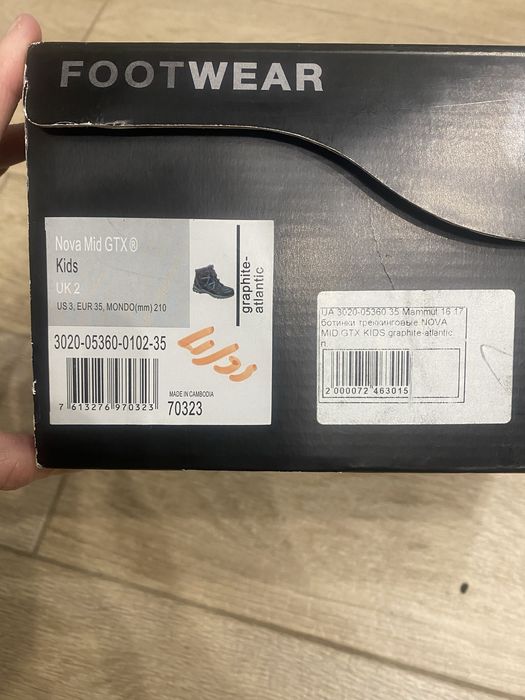 FOOTWEAR
Nova Mid GTX®
Kids
UK 2
US 3, EUR 35, MONDO(mm) 210
graphite-
atlantic
3020-05360-0102-35
7 613276 970323
MADE IN CAMBODIA
70323
UA 3020-05360.35 Mammut 16 17
ботинки треккинговые NOVA
MID GTX KIDS graphite-atlantic
п
2 000072 463015